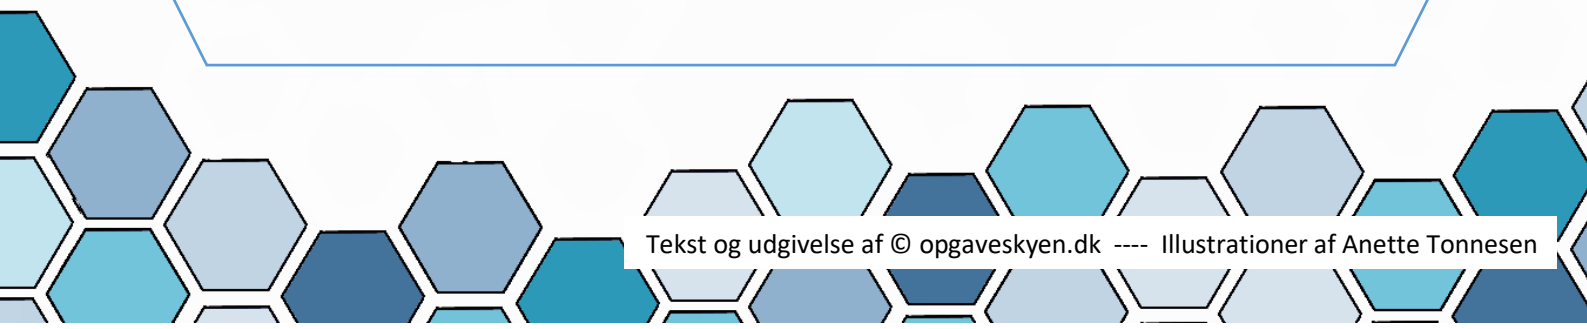 Tekst og udgivelse af © opgaveskyen.dk ---- Illustrationer af Anette Tonnesen